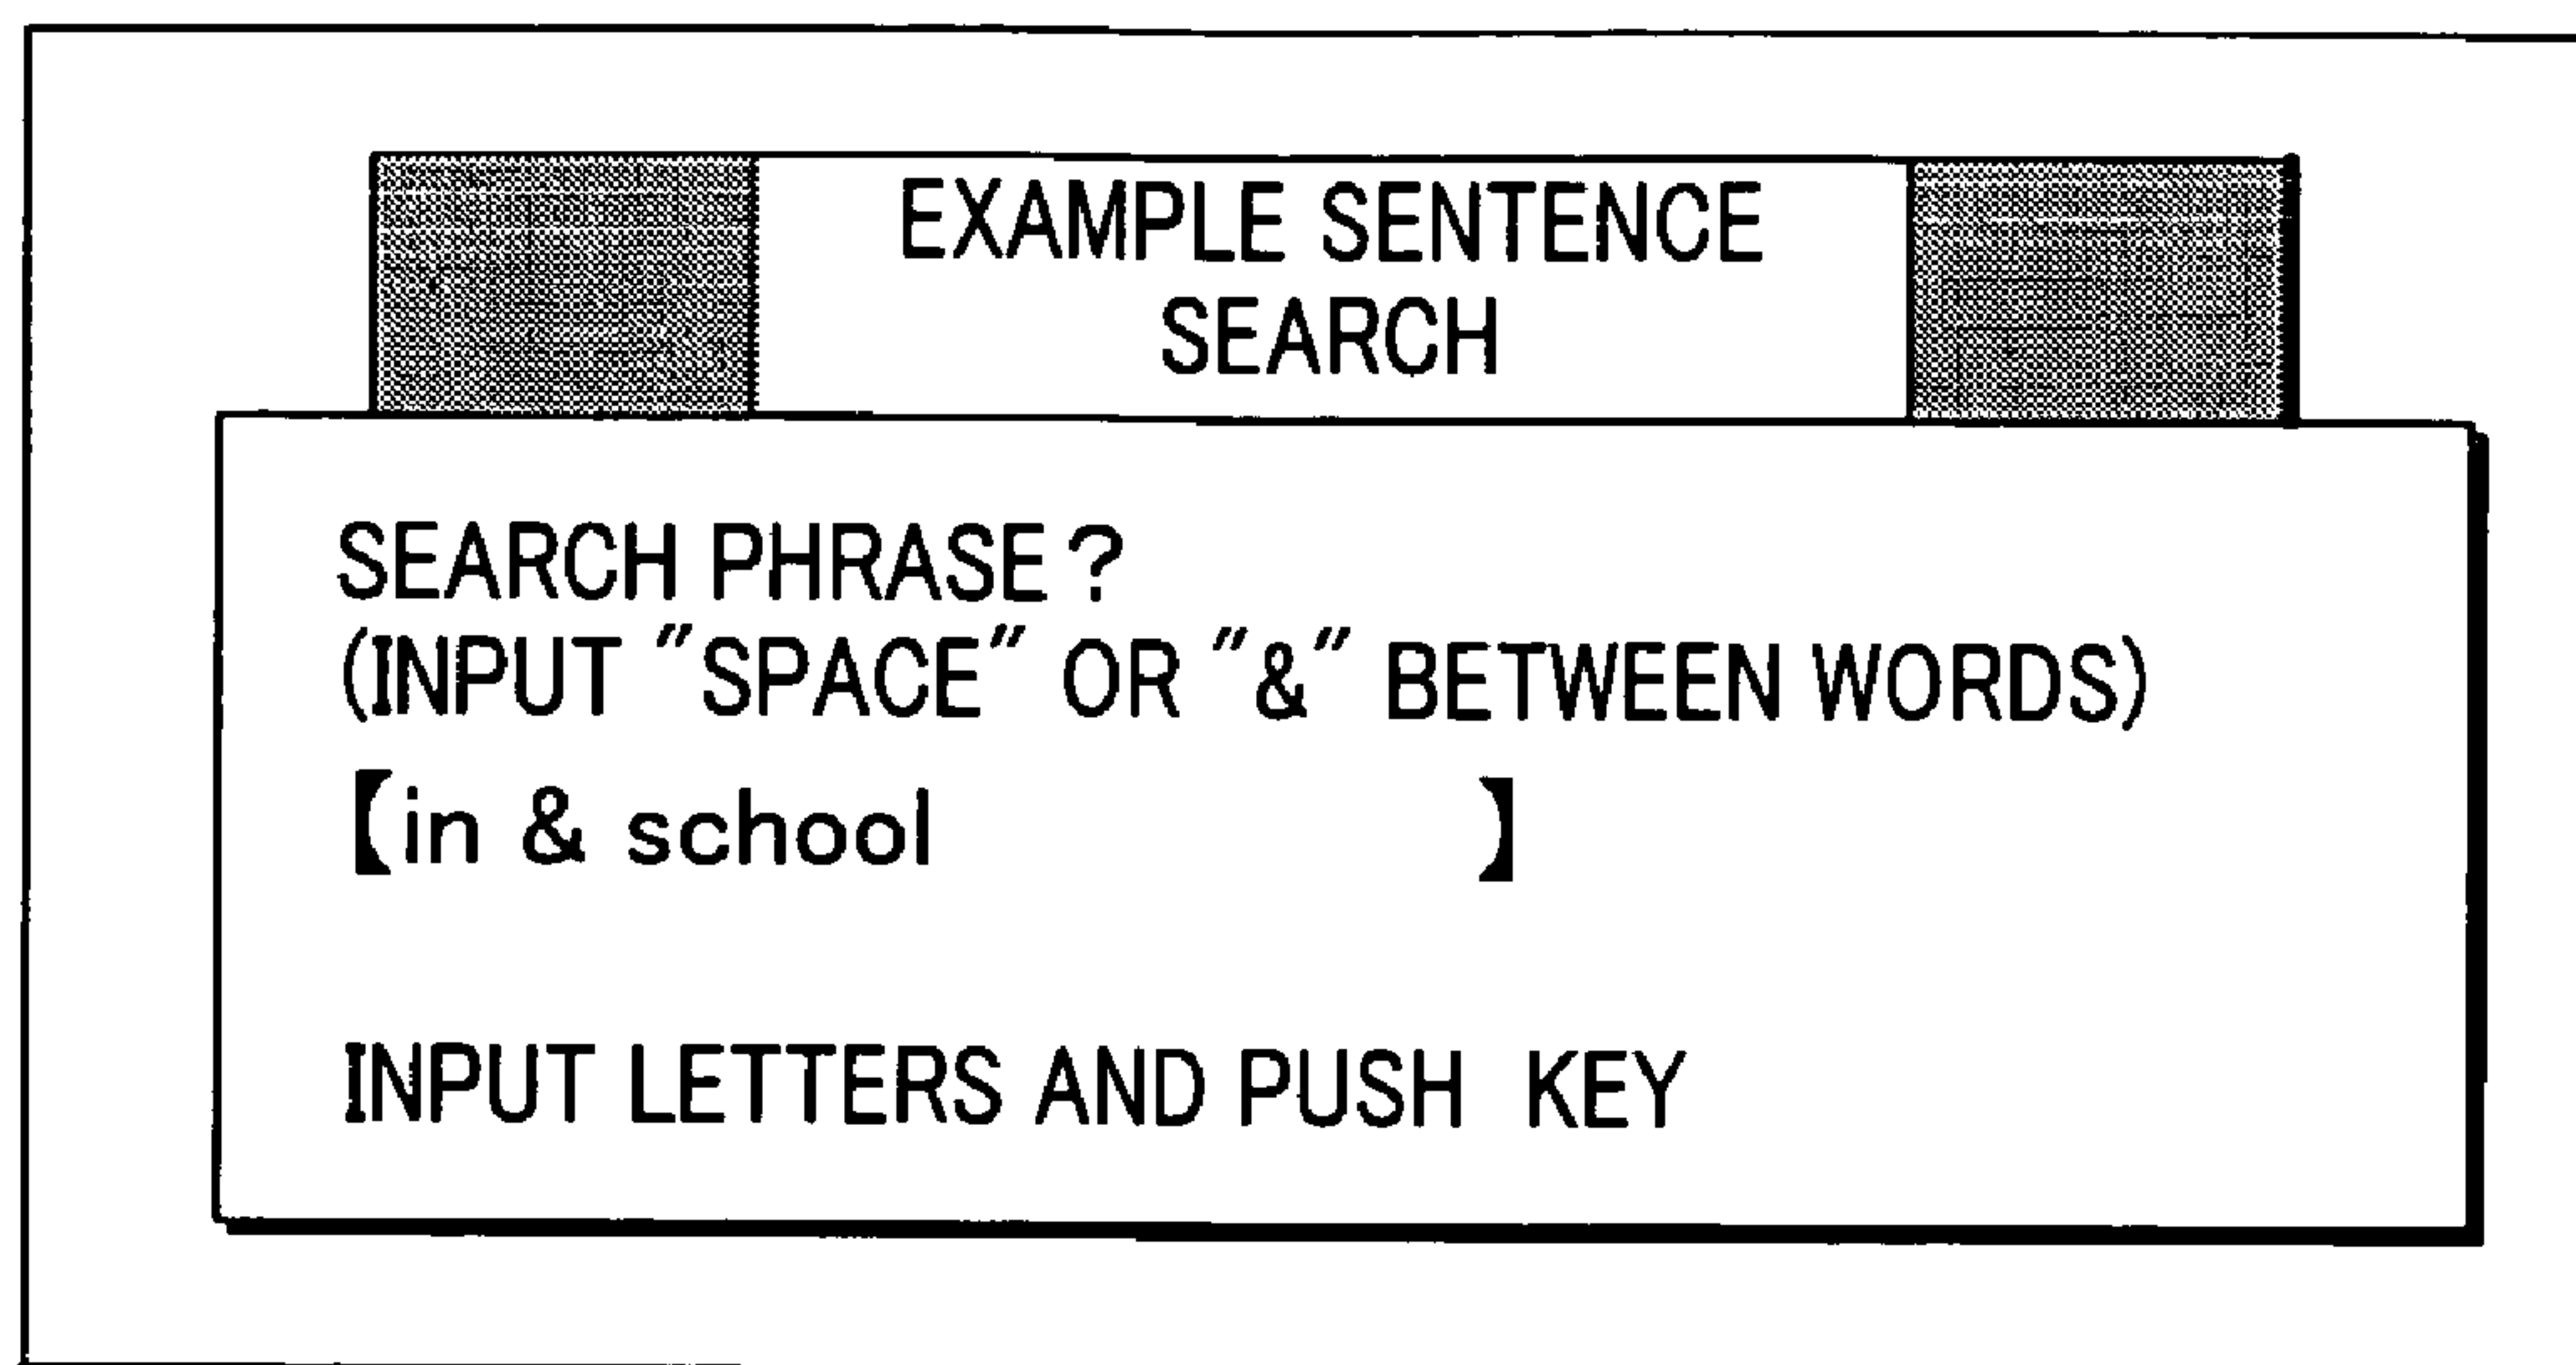 EXAMPLE SENTENCE
SEARCH
SEARCH PHRASE?
(INPUT "SPACE" OR "&" BETWEEN WORDS)
【in & school 】
INPUT LETTERS AND PUSH KEY